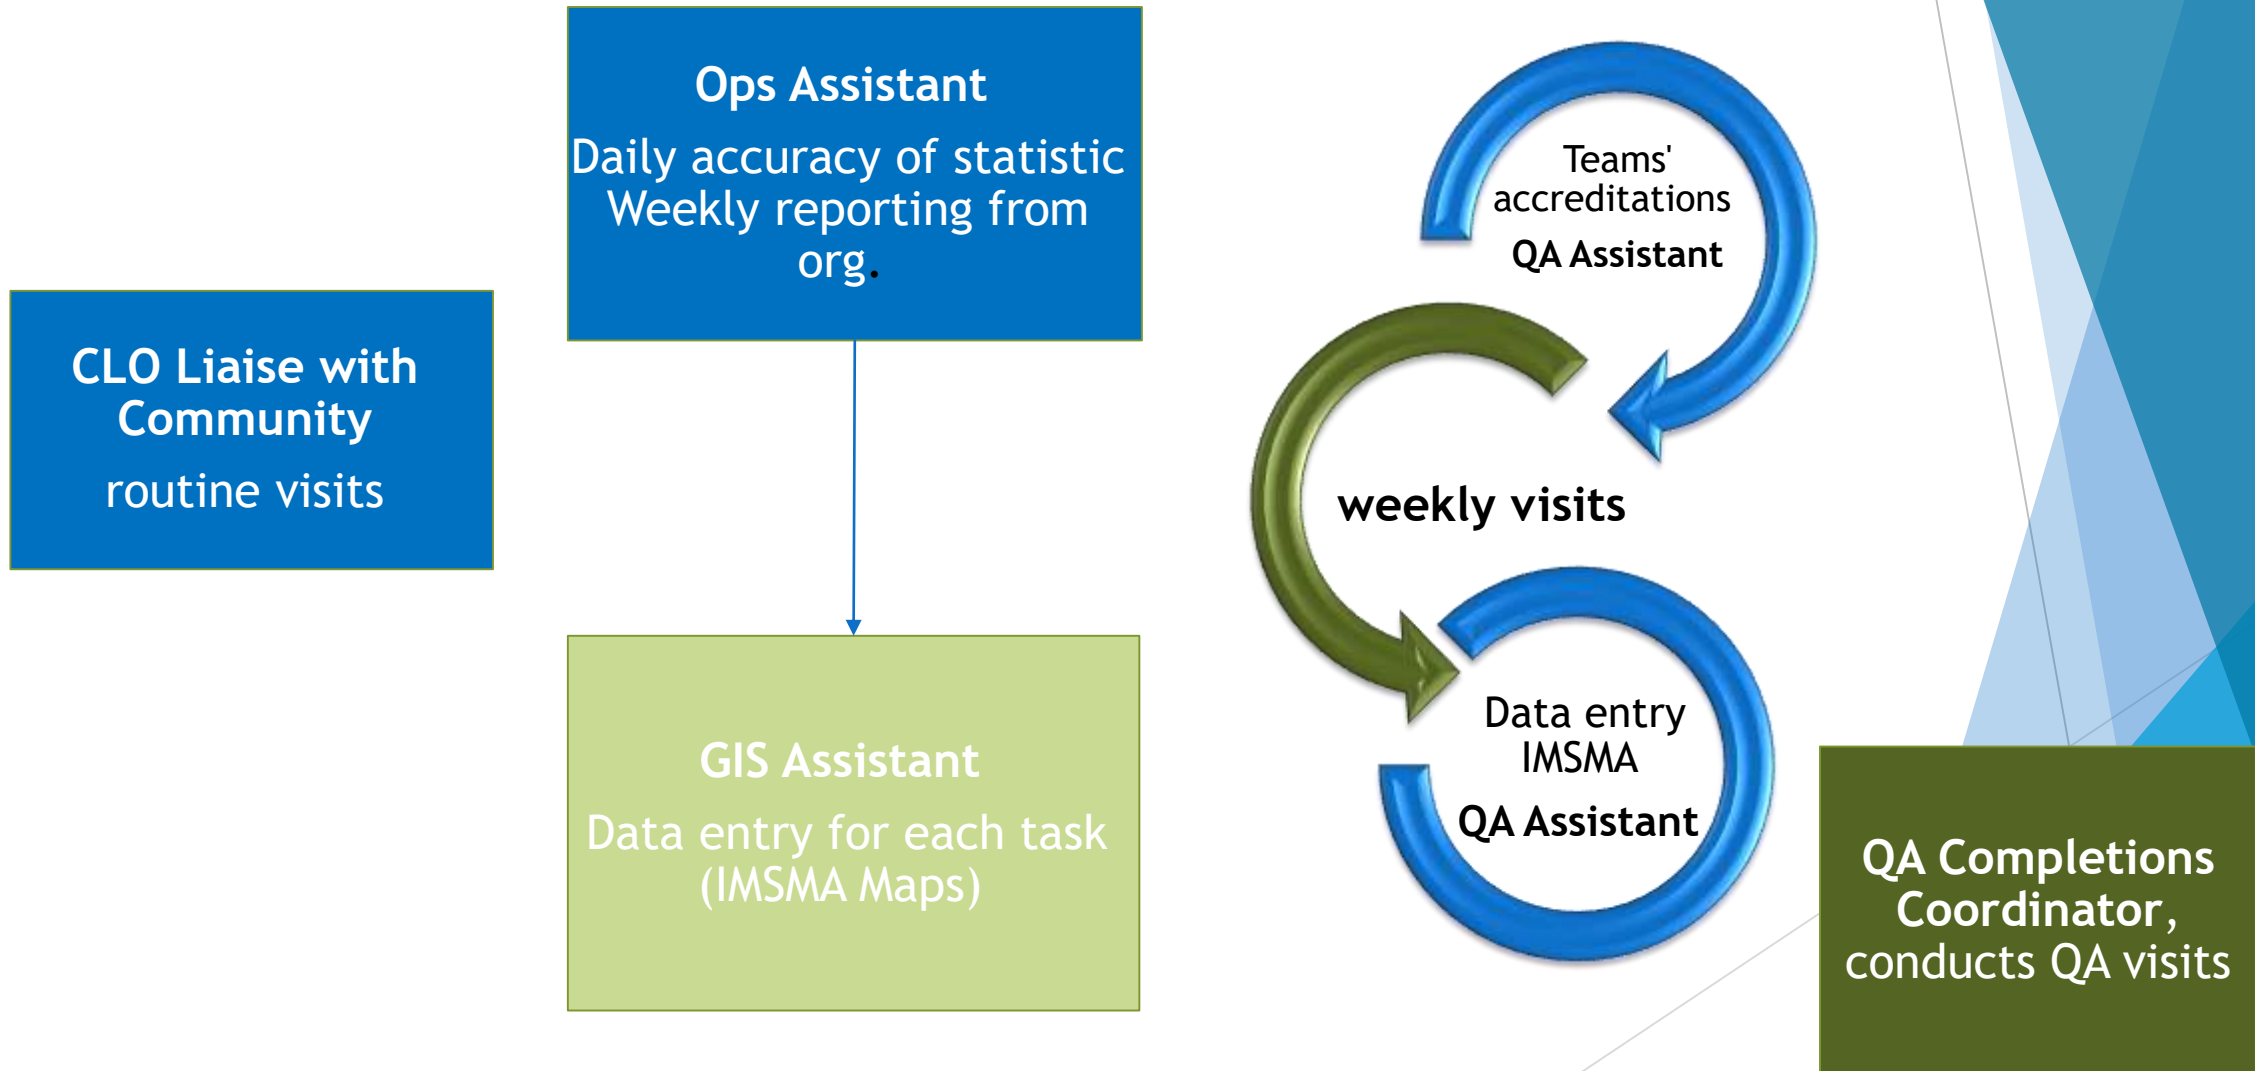 CLO Liaise with
Community
routine visits
Ops Assistant
Daily accuracy of statistic
Weekly reporting from
org.
GIS Assistant
Data entry for each task
(IMSMA Maps)
Teams'
accreditations
QA Assistant
weekly visits
Data entry
IMSMA
QA Assistant
QA Completions
Coordinator,
conducts QA visits